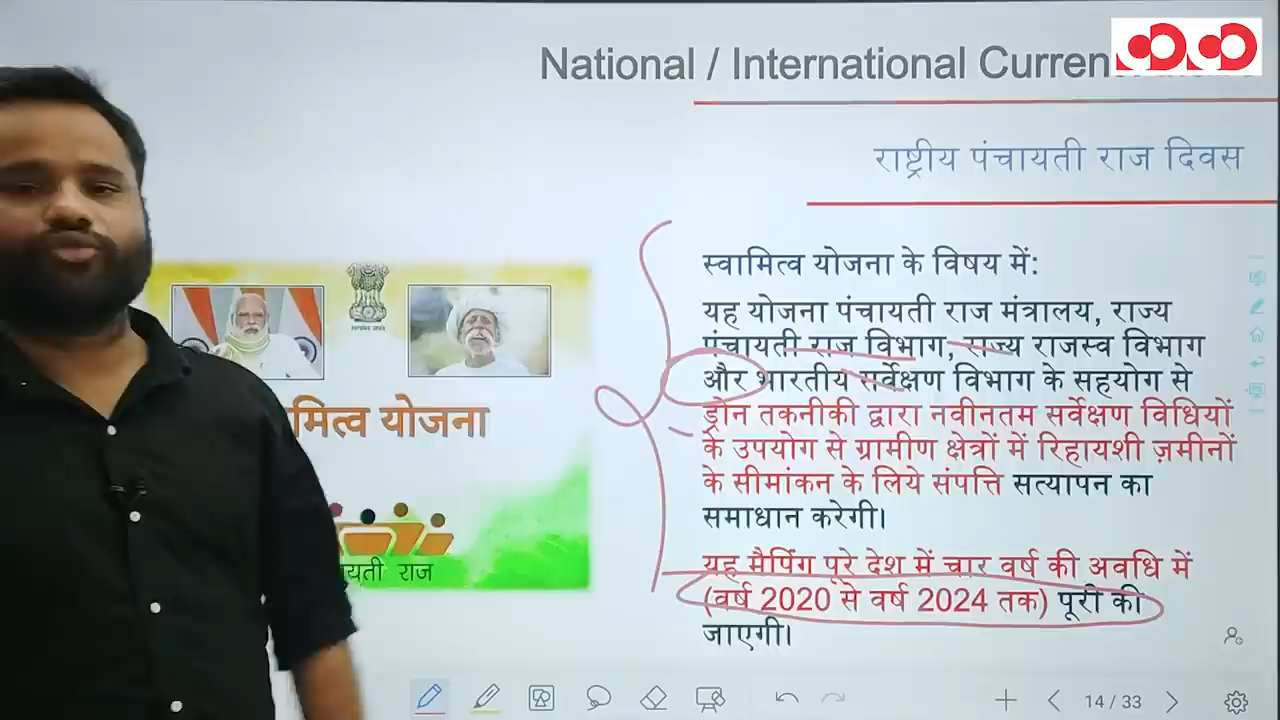 National / International Curren
राष्ट्रीय पंचायती राज दिवस
स्वामित्व योजना के विषय में:
यह योजना पंचायती राज मंत्रालय, राज्य
पंचायती राज विभाग, राज्य राजस्व विभाग
और भारतीय सर्वेक्षण विभाग के सहयोग से
ड्रोन तकनीकी द्वारा नवीनतम सर्वेक्षण विधियों
के उपयोग से ग्रामीण क्षेत्रों में रिहायशी ज़मीनों
के सीमांकन के लिये संपत्ति सत्यापन का
समाधान करेगी।
यह मैपिंग पूरे देश में चार वर्ष की अवधि में
(वर्ष 2020 से वर्ष 2024 तक) पूरी की
जाएगी।
मित्व योजना
यती राज
14 / 33